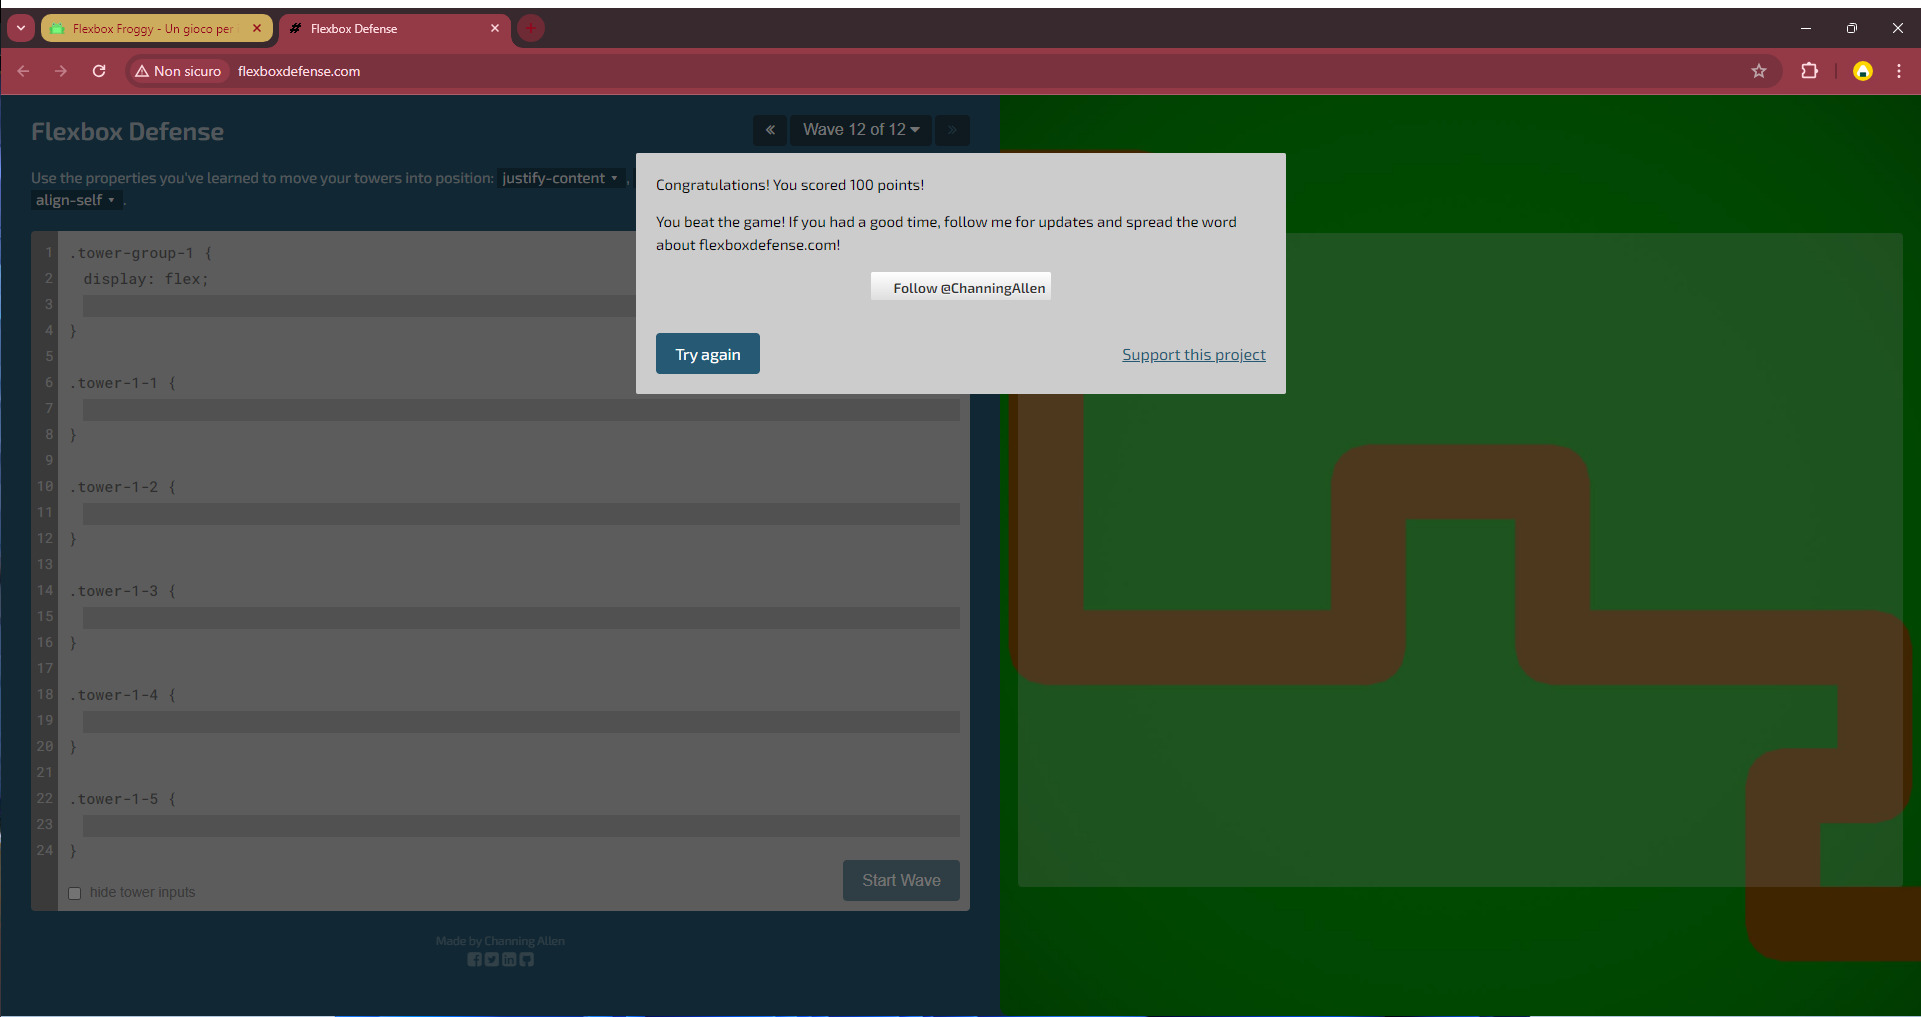 Flexbox Froggy - Un gioco per
Flexbox Defense
Non sicuro
flexboxdefense.com
Flexbox Defense
« Wave 12 of 12 »
Use the properties you've learned to move your towers into position: justify-content ,
align-self .
Congratulations! You scored 100 points!
You beat the game! If you had a good time, follow me for updates and spread the word
about flexboxdefense.com!
Follow @ChanningAllen
Try again
Support this project
1 .tower-group-1 {
2 display: flex;
3
4 }
5
6 .tower-1-1 {
7
8 }
9
10 .tower-1-2 {
11
12 }
13
14 .tower-1-3 {
15
16 }
17
18 .tower-1-4 {
19
20 }
21
22 .tower-1-5 {
23
24 }
hide tower inputs
Start Wave
Made by Channing Allen